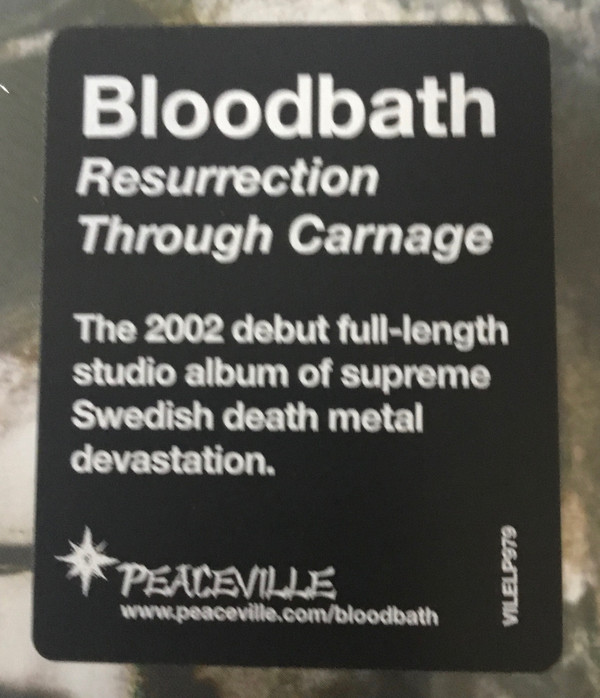 Bloodbath
Resurrection
Through Carnage
The 2002 debut full-length
studio album of supreme
Swedish death metal
devastation.
PEACEVILLE
www.peaceville.com/bloodbath
VILELP979